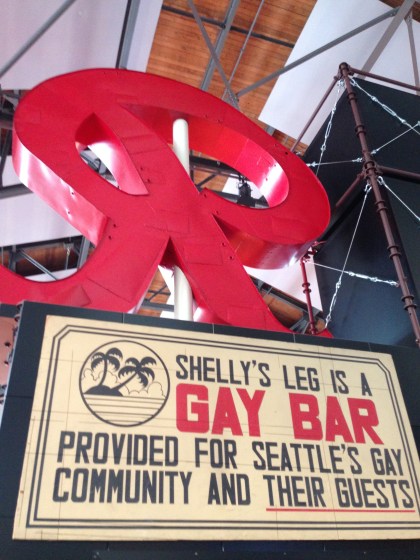 R
SHELLY'S LEG IS A
GAY BAR
PROVIDED FOR SEATTLE'S GAY
COMMUNITY AND THEIR GUESTS